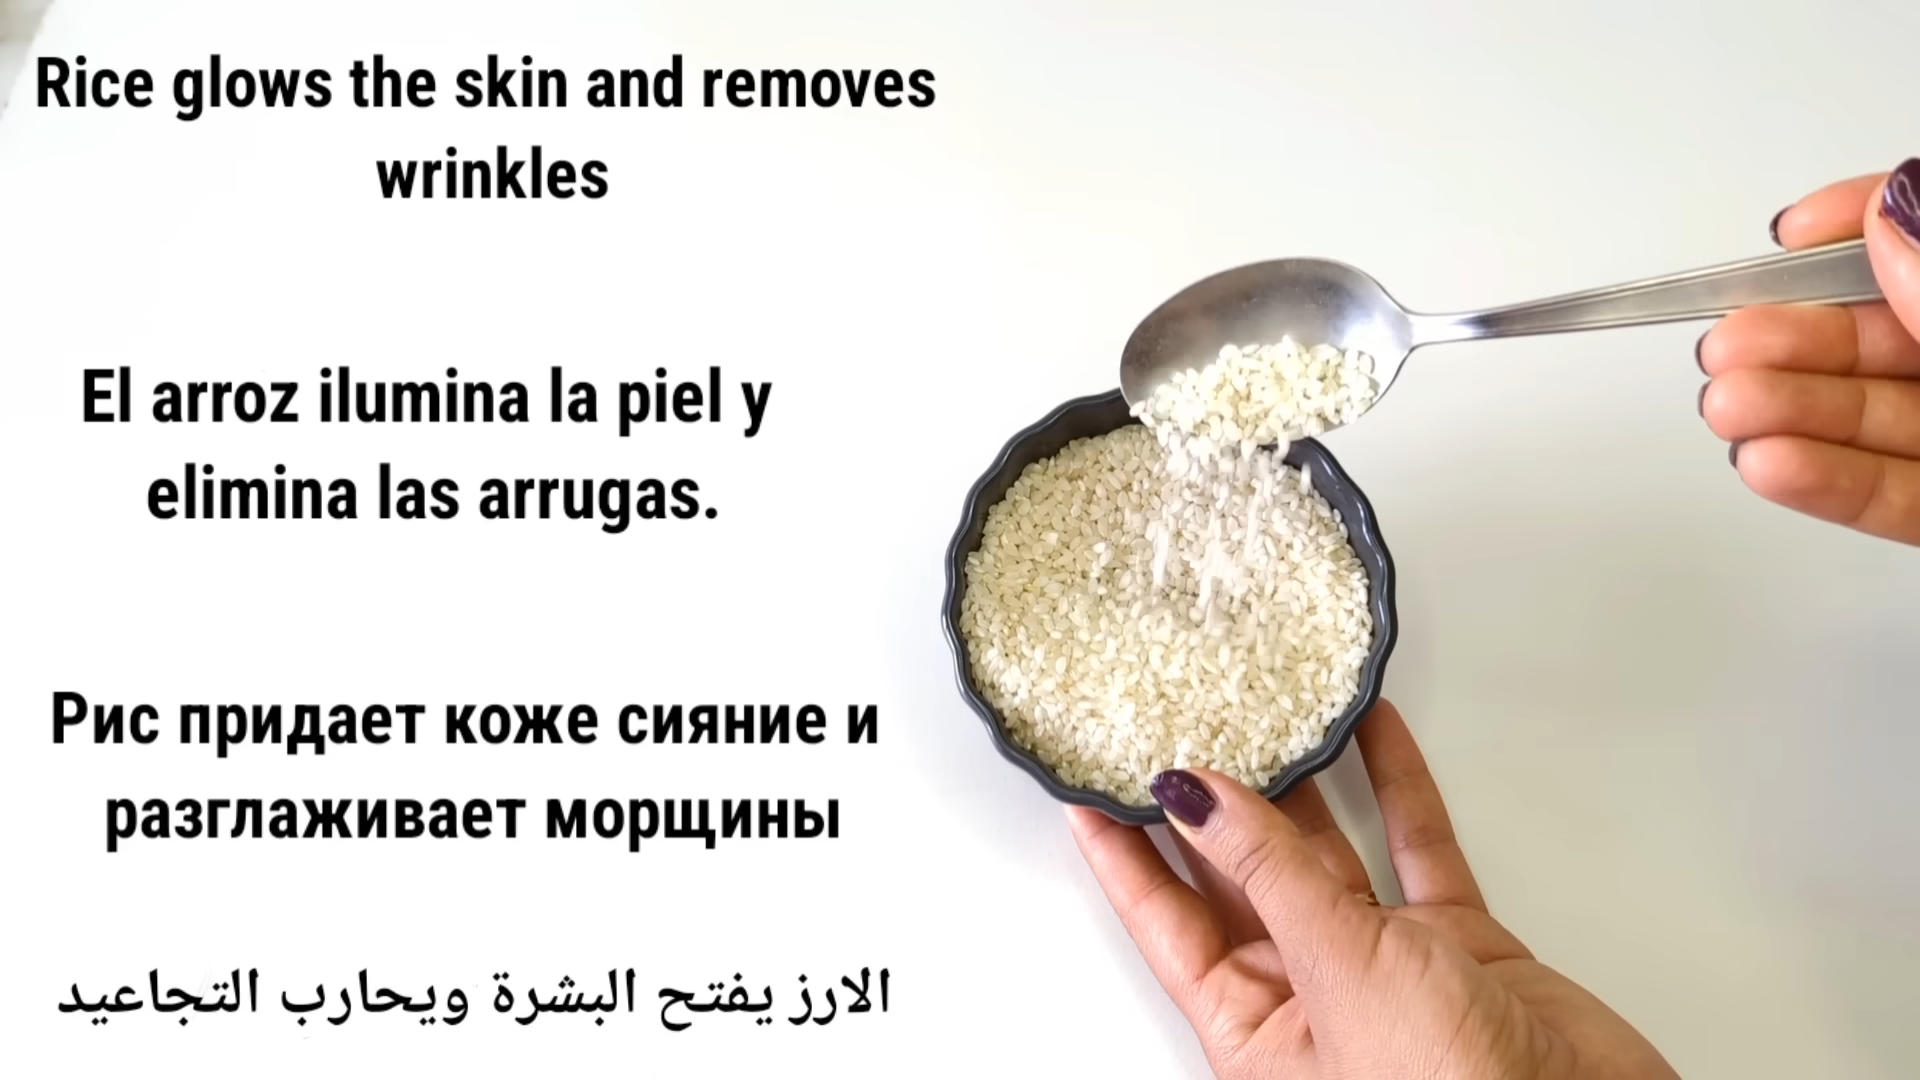 Rice glows the skin and removes
wrinkles
El arroz ilumina la piel y
elimina las arrugas.
Рис придает коже сияние и
разглаживает морщины
الارز يفتح البشرة ويحارب التجاعيد